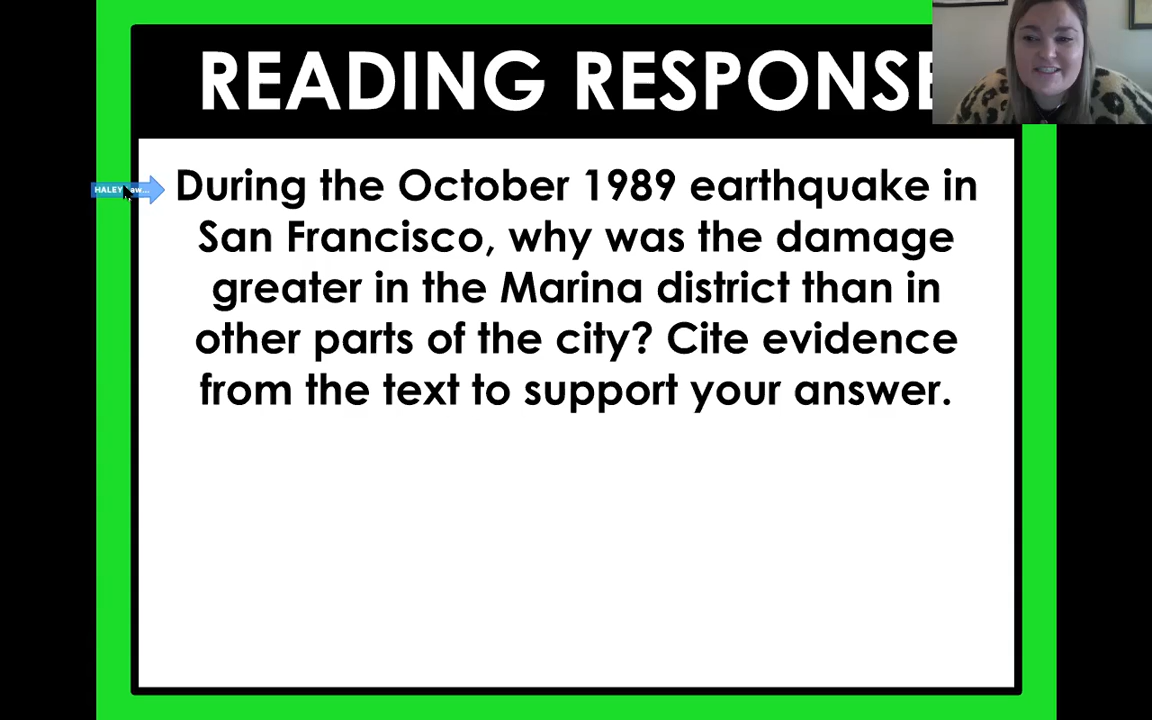 READING RESPONSE
HALEY
During the October 1989 earthquake in
San Francisco, why was the damage
greater in the Marina district than in
other parts of the city? Cite evidence
from the text to support your answer.